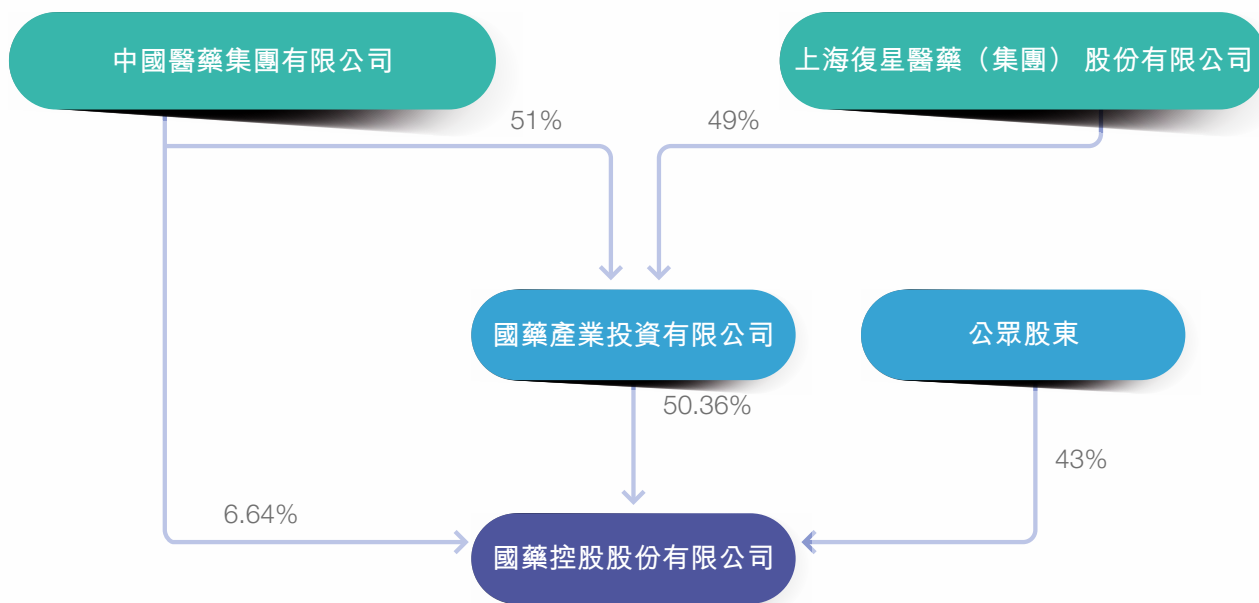 中國醫藥集團有限公司
上海復星醫藥（集團） 股份有限公司
51%
49%
國藥產業投資有限公司
公眾股東
50.36%
43%
6.64%
國藥控股股份有限公司